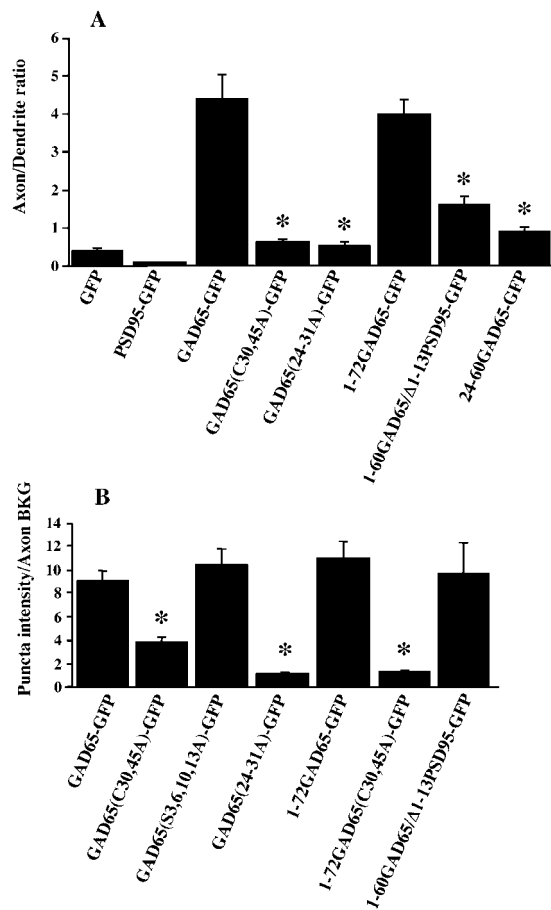 A
Axon/Dendrite ratio
6
5
4
3
2
1
0
* * * *
GFP
PSD95-GFP
GAD65-GFP
GAD65(C30,45A)-GFP
GAD65(24-31A)-GFP
1-72GAD65-GFP
1-60GAD65/Δ1-13PSD95-GFP
24-60GAD65-GFP
B
Puncta intensity/Axon BKG
14
12
10
8
6
4
2
0
* * *
GAD65-GFP
GAD65(C30,45A)-GFP
GAD65(S3,6,10,13A)-GFP
GAD65(24-31A)-GFP
1-72GAD65-GFP
1-72GAD65(C30,45A)-GFP
1-60GAD65/Δ1-13PSD95-GFP